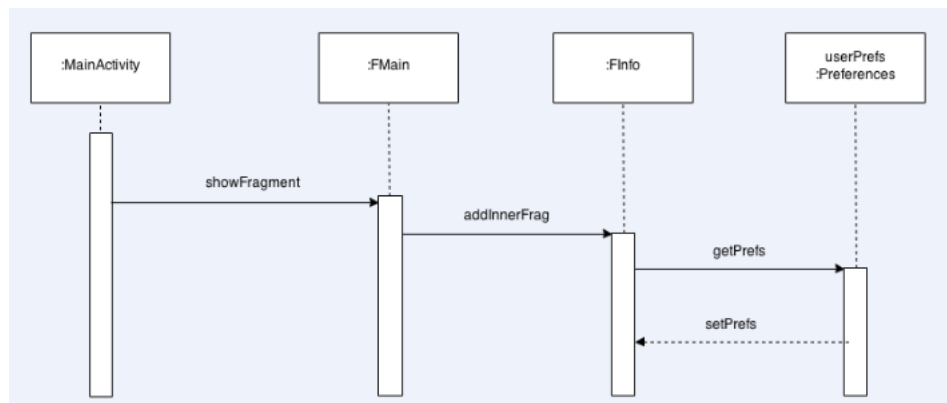 :MainActivity
:FMain
:FInfo
userPrefs
:Preferences
showFragment
addInnerFrag
getPrefs
setPrefs